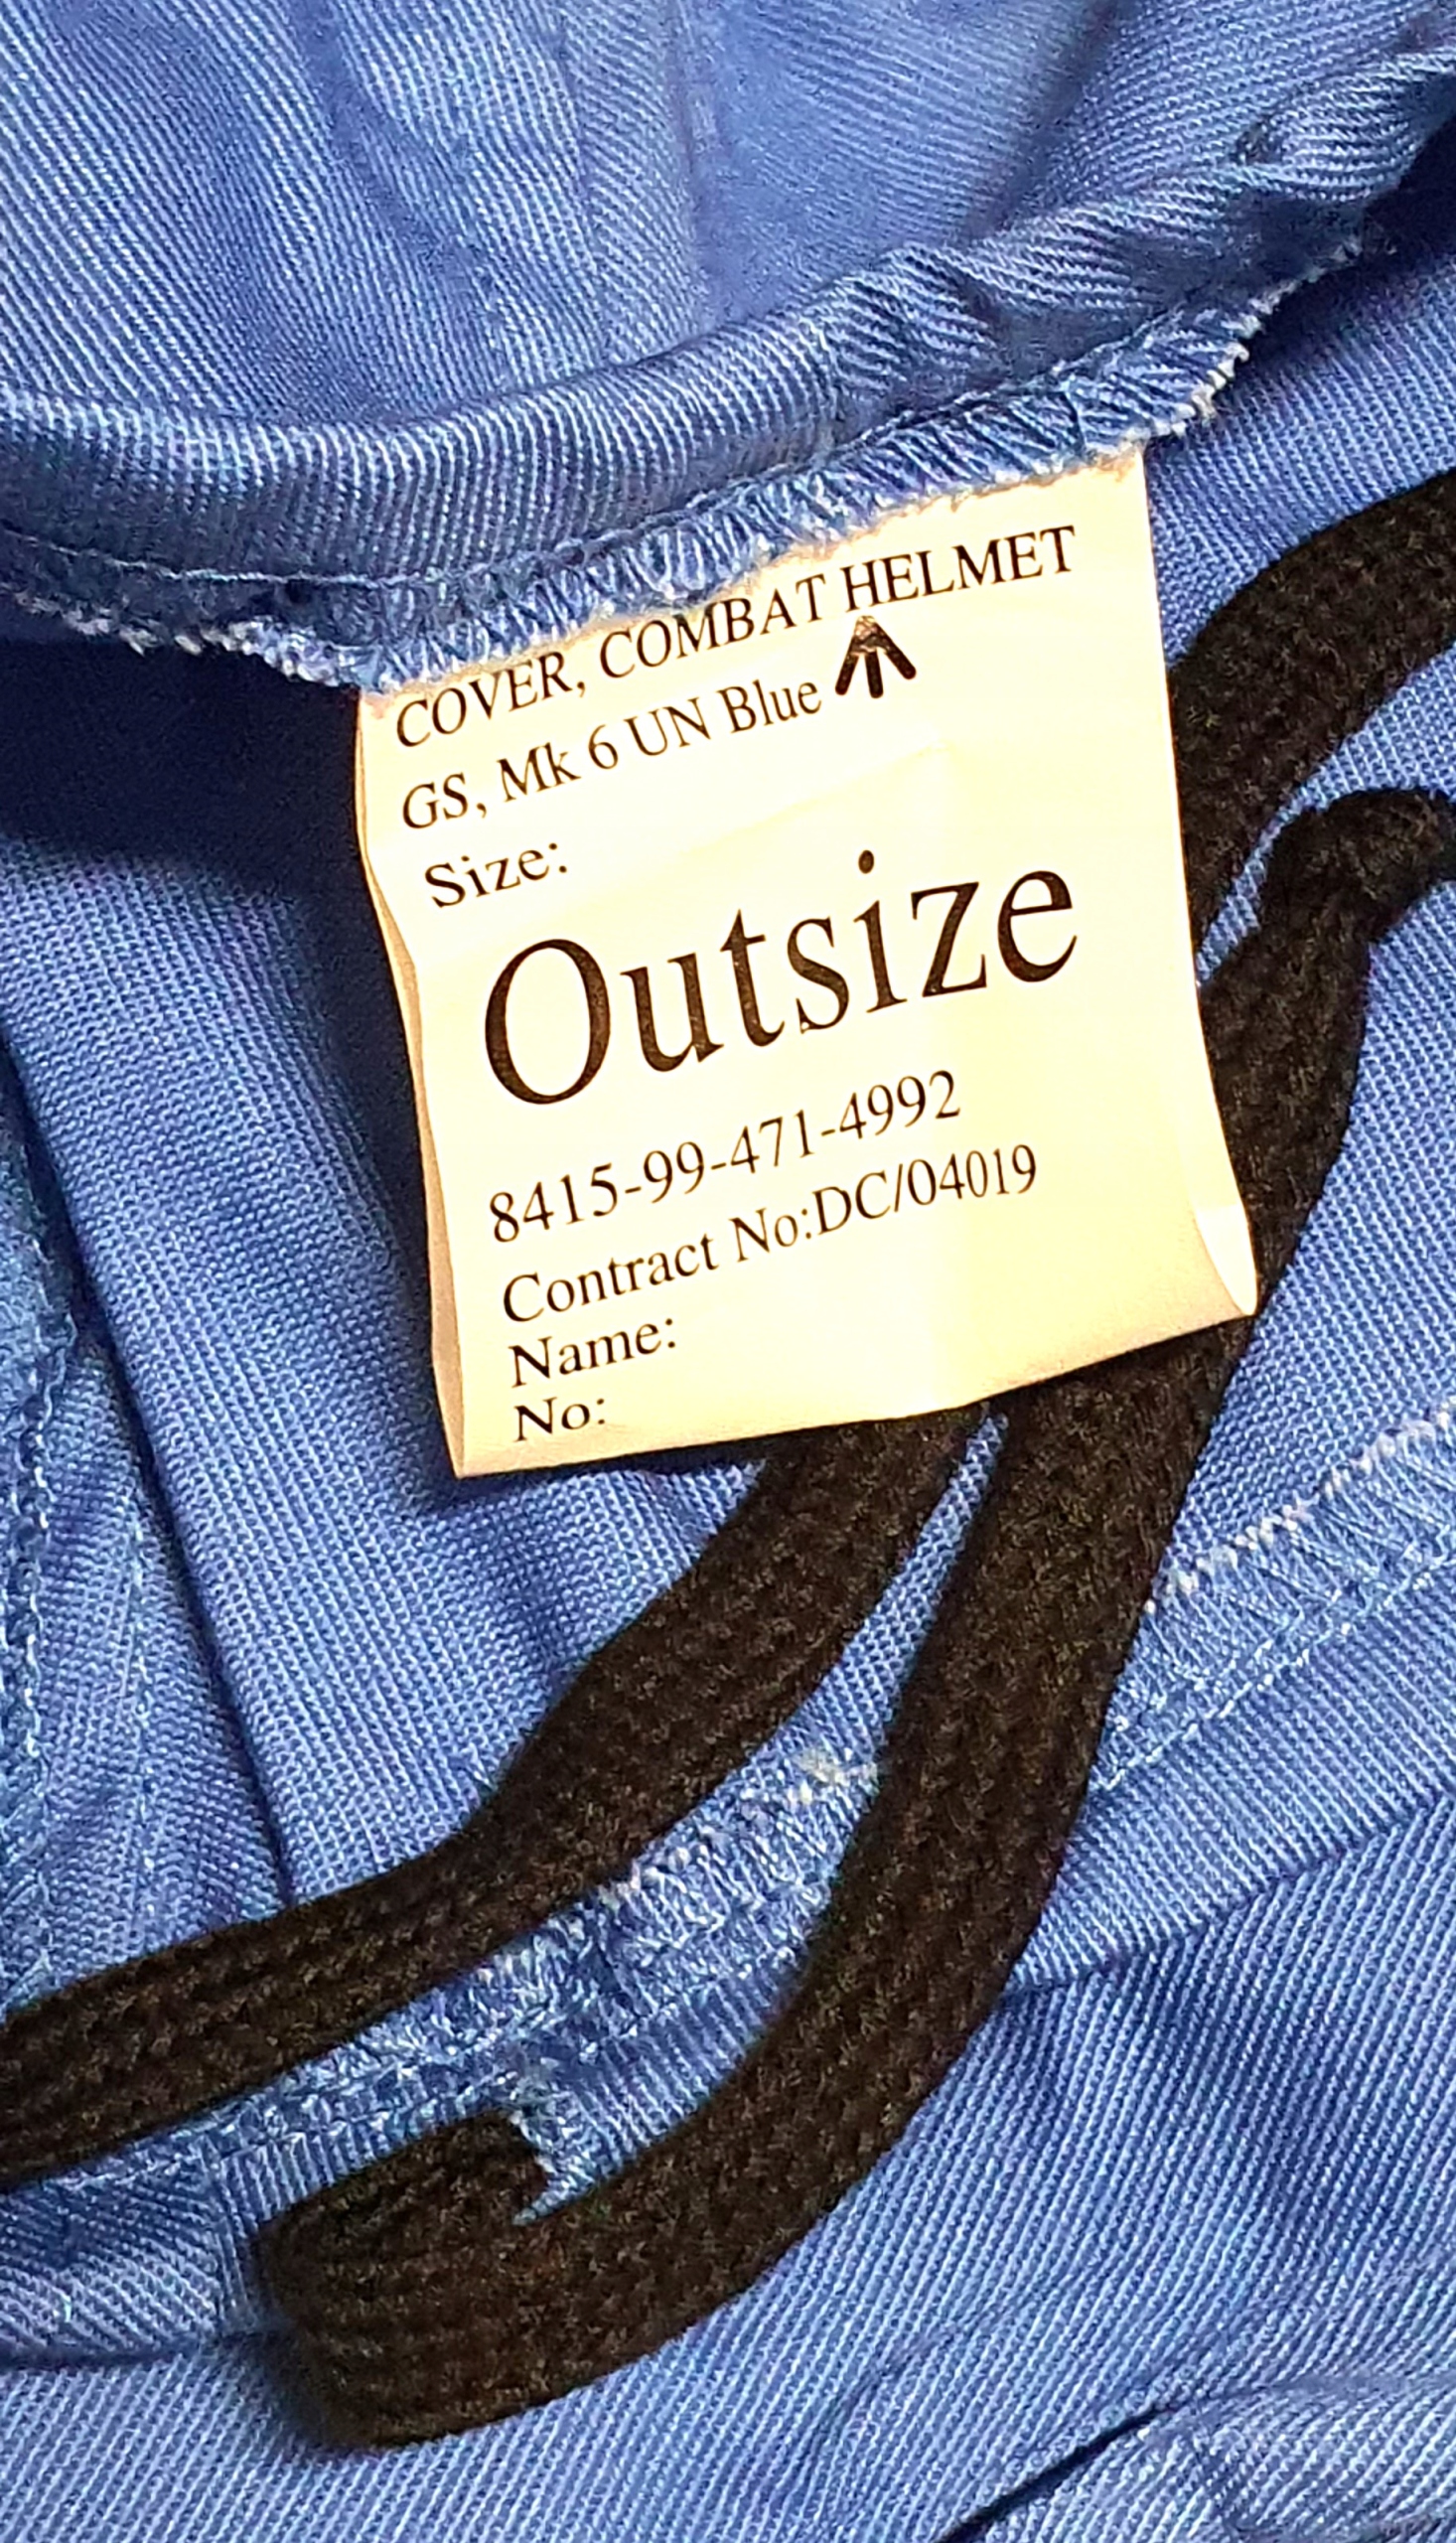 COVER, COMBAT HELMET
GS, Mk 6 UN Blue
Size:
Outsize
8415-99-471-4992
Contract No:DC/04019
Name:
No: